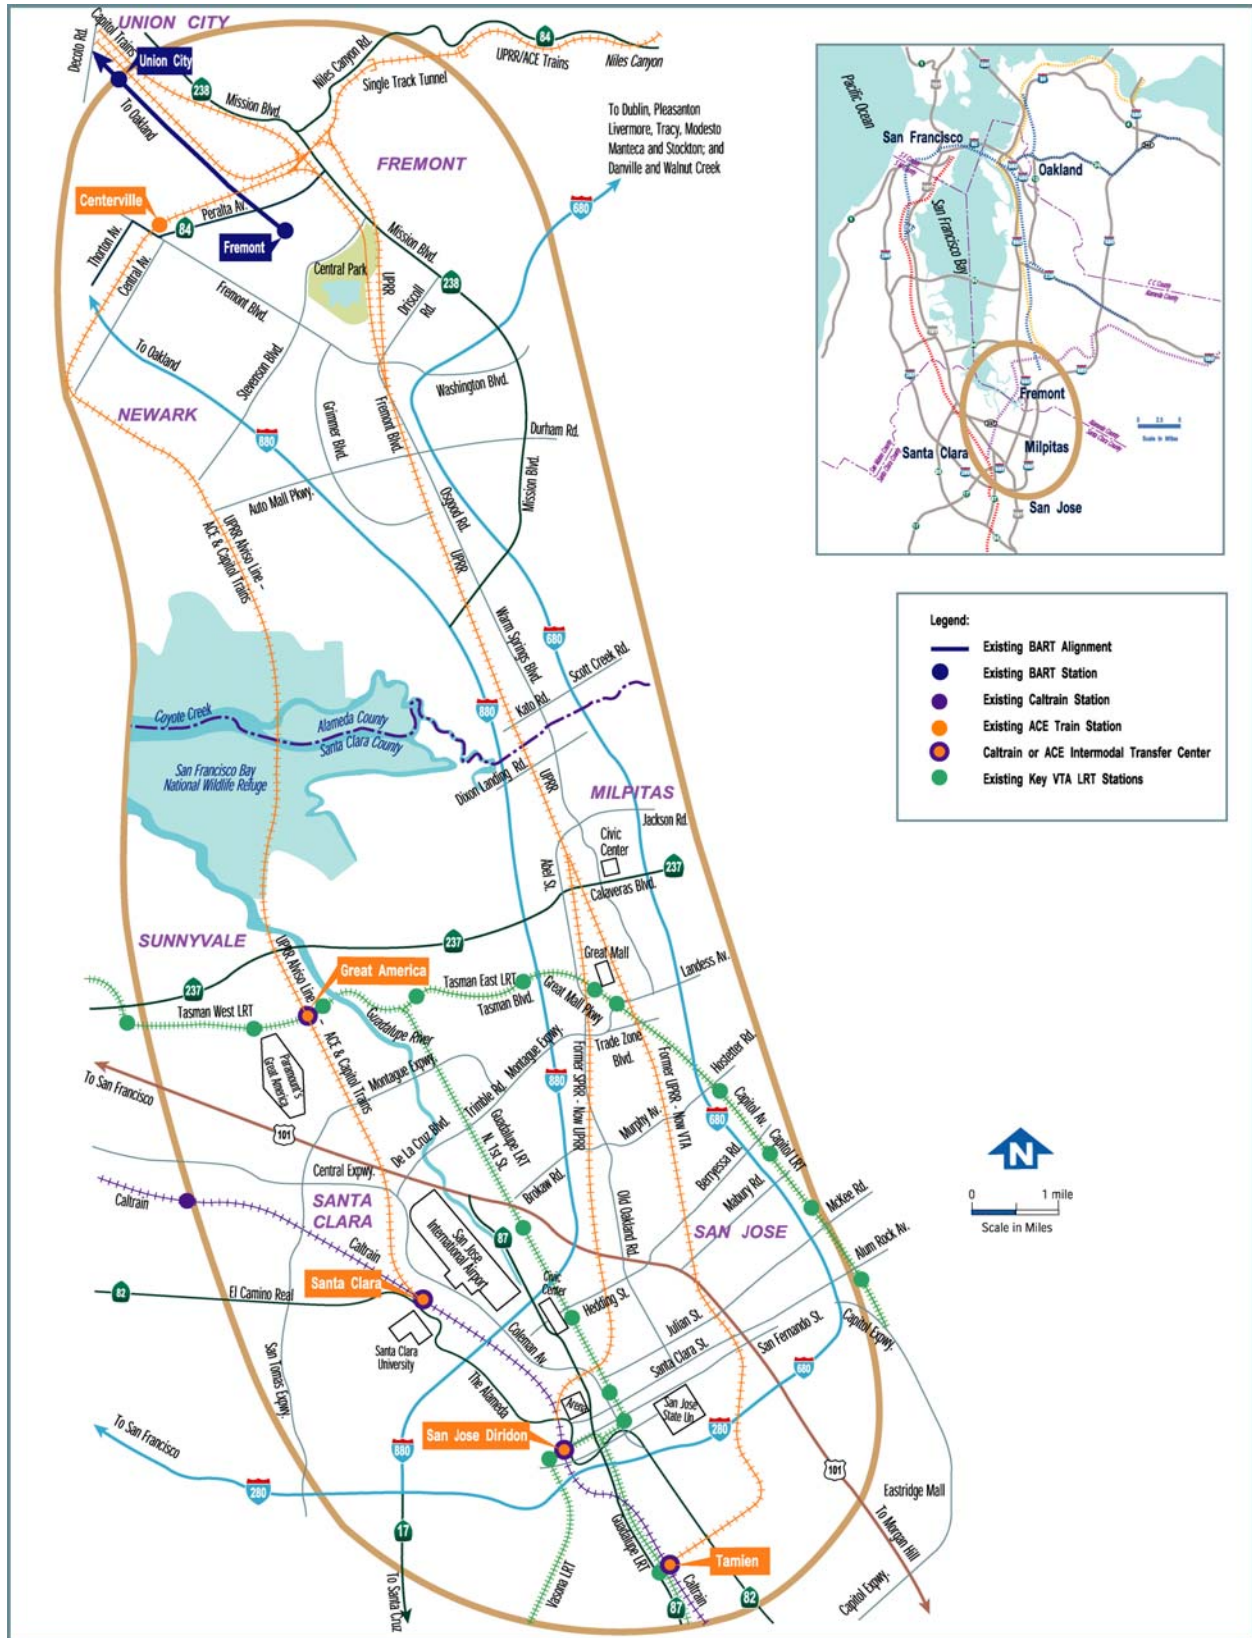 UNION CITY
Capitol Trains
Decoto Rd.
Union City
To Oakland
238
Mission Blvd.
Niles Canyon Rd.
84
UPRR/ACE Trains
Niles Canyon
Single Track Tunnel
To Dublin, Pleasanton
Livermore, Tracy, Modesto
Manteca and Stockton; and
Danville and Walnut Creek
FREMONT
680
Centerville
84
Peralta Av.
Fremont
Thorton Av.
Central Av.
Central Park
UPRR
Mission Blvd.
238
Driscoll
Rd.
Fremont Blvd.
To Oakland
Stevenson Blvd.
Washington Blvd.
NEWARK
880
Grimmer Blvd.
Fremont Blvd.
Durham Rd.
Mission Blvd.
Auto Mall Pkwy.
Osgood Rd.
UPRR Alviso Line –
ACE & Capitol Trains
UPRR
Warm Springs Blvd.
680
Scott Creek Rd.
Kato Rd.
880
Coyote Creek
Alameda County
Santa Clara County
San Francisco Bay
National Wildlife Refuge
Dixon Landing Rd.
UPRR
MILPITAS
Jackson Rd.
Civic
Center
Abel St.
237
Calaveras Blvd.
SUNNYVALE
237
UPRR Alviso Line –
ACE & Capitol Trains
Great America
237
Tasman West LRT
Tasman East LRT
Tasman Blvd.
Great Mall
Great Mall Pkwy
Landess Av.
Guadalupe River
Paramount's
Great America
Montague Expwy.
Montague Expwy.
Trimble Rd.
Trade Zone
Blvd.
Hostetter Rd.
To San Francisco
101
880
Former SPRR - Now UPRR
Former UPRR - Now VTA
Murphy Av.
680
Capitol Av.
Capitol LRT
De La Cruz Blvd.
Guadalupe LRT
N. 1st St.
Central Expwy.
Brokaw Rd.
Berryessa Rd.
Mabury Rd.
McKee Rd.
Caltrain
SANTA
CLARA
Caltrain
San Jose
International Airport
87
Old Oakland Rd.
SAN JOSE
Alum Rock Av.
82
El Camino Real
Santa Clara
Civic
Center
Hedding St.
Coleman Av.
Julian St.
Santa Clara St.
San Fernando St.
Capitol Expwy.
Santa Clara
University
San Tomas Expwy.
The Alameda
680
Arena
San Jose
State Un
San Jose Diridon
880
280
To San Francisco
280
101
Eastridge Mall
To Morgan Hill
17
To Santa Cruz
Vasona LRT
Guadalupe LRT
Tamien
Caltrain
87
82
Capitol Expwy.
Pacific Ocean
San Francisco
Oakland
San Francisco Bay
C C County
Alameda County
Fremont
Milpitas
Santa Clara
San Jose
Alameda County
Santa Clara County
Scale in Miles
Legend:
Existing BART Alignment
Existing BART Station
Existing Caltrain Station
Existing ACE Train Station
Caltrain or ACE Intermodal Transfer Center
Existing Key VTA LRT Stations
N
0 1 mile
Scale in Miles